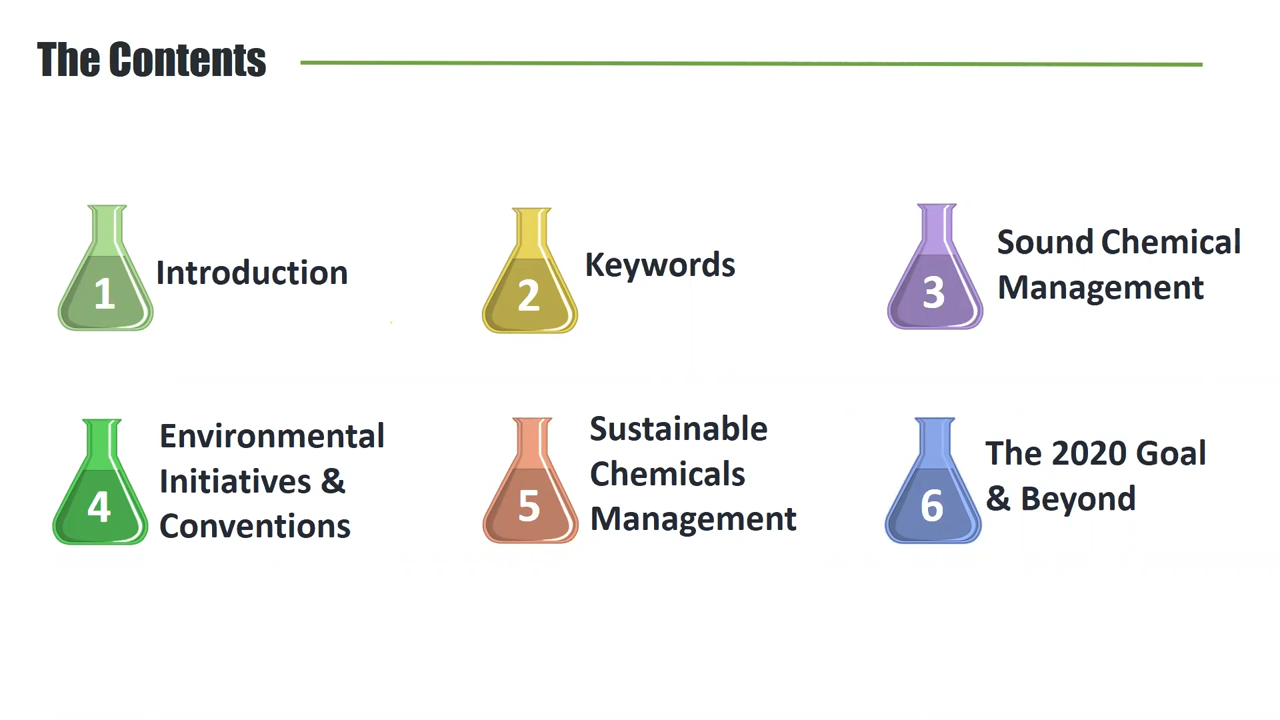 The Contents
1
Introduction
2
Keywords
3
Sound Chemical
Management
4
Environmental
Initiatives &
Conventions
5
Sustainable
Chemicals
Management
6
The 2020 Goal
& Beyond